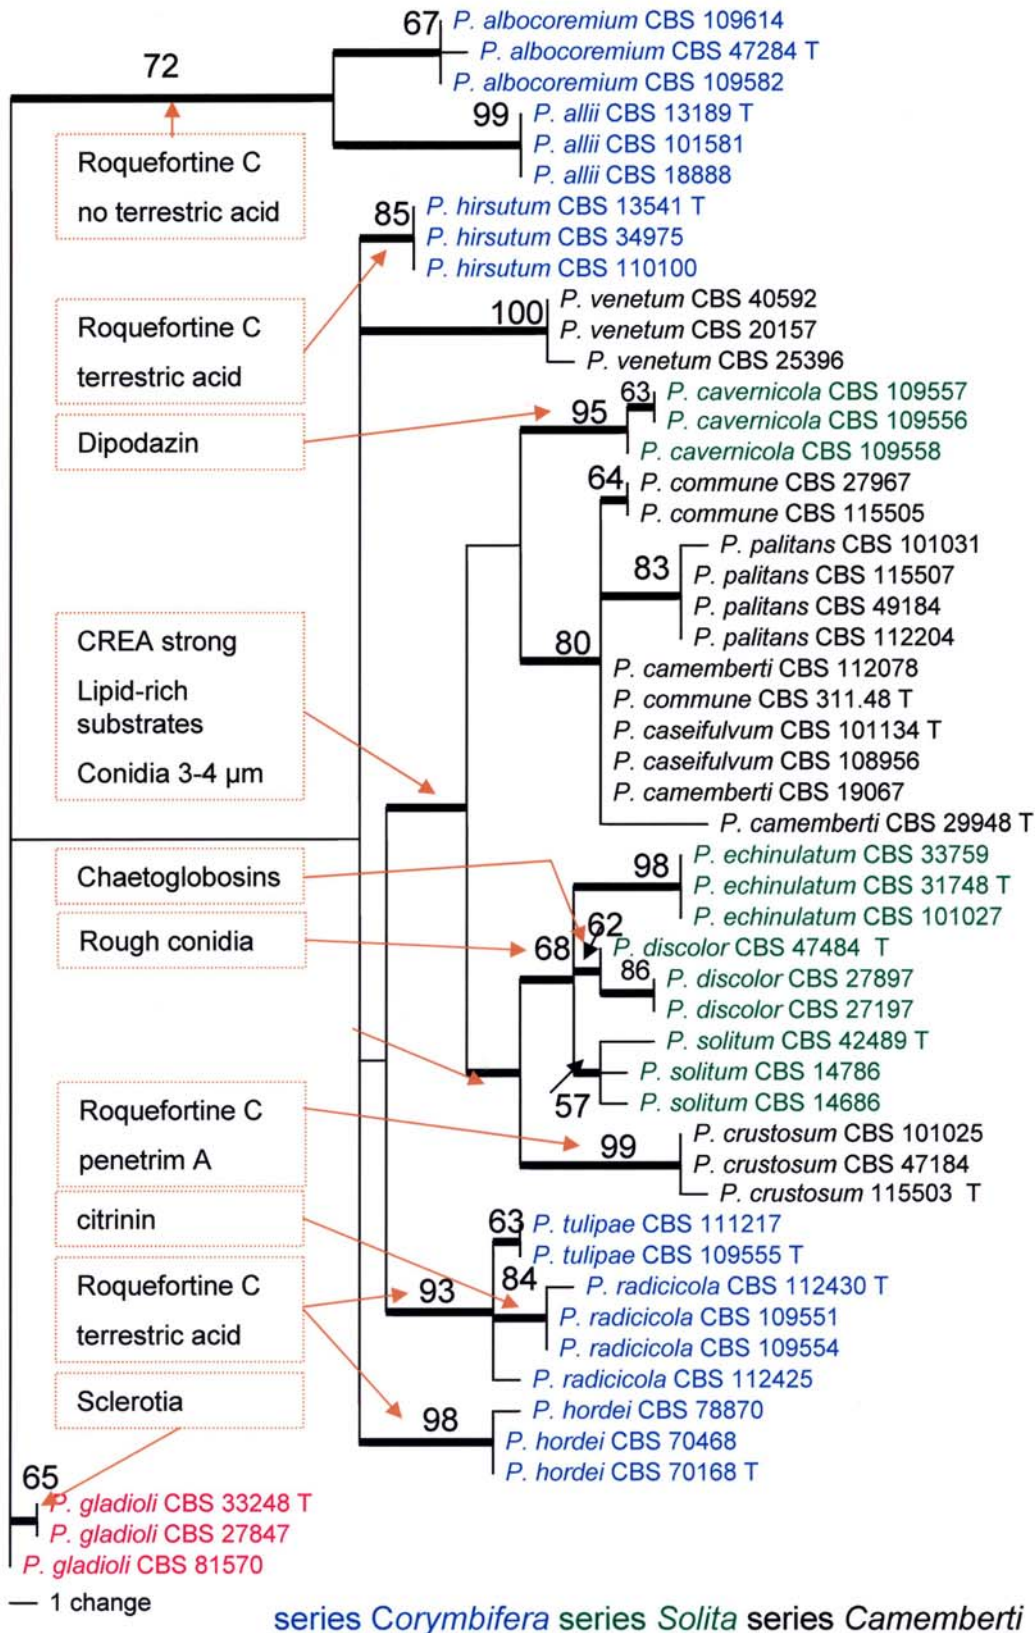 67
P. albocoremium CBS 109614
P. albocoremium CBS 47284 T
P. albocoremium CBS 109582
72
99
P. allii CBS 13189 T
P. allii CBS 101581
P. allii CBS 18888
Roquefortine C
no terrestric acid
85
P. hirsutum CBS 13541 T
P. hirsutum CBS 34975
P. hirsutum CBS 110100
Roquefortine C
terrestric acid
100
P. venetum CBS 40592
P. venetum CBS 20157
P. venetum CBS 25396
Dipodazin
95
63
P. cavernicola CBS 109557
P. cavernicola CBS 109556
P. cavernicola CBS 109558
64
P. commune CBS 27967
P. commune CBS 115505
83
P. palitans CBS 101031
P. palitans CBS 115507
P. palitans CBS 49184
P. palitans CBS 112204
CREA strong
Lipid-rich
substrates
Conidia 3-4 µm
80
P. camemberti CBS 112078
P. commune CBS 311.48 T
P. caseifulvum CBS 101134 T
P. caseifulvum CBS 108956
P. camemberti CBS 19067
P. camemberti CBS 29948 T
Chaetoglobosins
98
P. echinulatum CBS 33759
P. echinulatum CBS 31748 T
P. echinulatum CBS 101027
Rough conidia
68
62
P. discolor CBS 47484 T
86
P. discolor CBS 27897
P. discolor CBS 27197
57
P. solitum CBS 42489 T
P. solitum CBS 14786
P. solitum CBS 14686
Roquefortine C
penetrim A
99
P. crustosum CBS 101025
P. crustosum CBS 47184
P. crustosum 115503 T
citrinin
63
P. tulipae CBS 111217
P. tulipae CBS 109555 T
93
84
P. radicicola CBS 112430 T
P. radicicola CBS 109551
P. radicicola CBS 109554
P. radicicola CBS 112425
Roquefortine C
terrestric acid
98
P. hordei CBS 78870
P. hordei CBS 70468
P. hordei CBS 70168 T
Sclerotia
65
P. gladioli CBS 33248 T
P. gladioli CBS 27847
P. gladioli CBS 81570
1 change
series Corymbifera series Solita series Camemberti